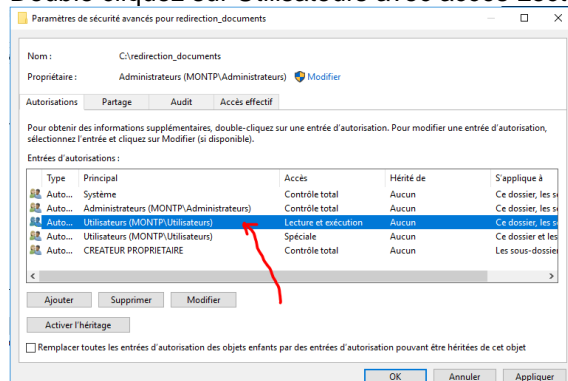 Paramètres de sécurité avancés pour redirection_documents
Nom : C:\redirection_documents
Propriétaire : Administrateurs (MONTP\Administrateurs) Modifier
Autorisations Partage Audit Accès effectif
Pour obtenir des informations supplémentaires, double-cliquez sur une entrée d'autorisation. Pour modifier une entrée d'autorisation,
sélectionnez l'entrée et cliquez sur Modifier (si disponible).
Entrées d'autorisations :
Type Principal Accès Hérité de S'applique à
Auto... Système Contrôle total Aucun Ce dossier, les s
Auto... Administrateurs (MONTP\Administrateurs) Contrôle total Aucun Ce dossier, les s
Auto... Utilisateurs (MONTP\Utilisateurs) Lecture et exécution Aucun Ce dossier, les s
Auto... Utilisateurs (MONTP\Utilisateurs) Spéciale Aucun Ce dossier et les
Auto... CREATEUR PROPRIETAIRE Contrôle total Aucun Les sous-dossie
Ajouter Supprimer Modifier
Activer l'héritage
Remplacer toutes les entrées d'autorisation des objets enfants par des entrées d'autorisation pouvant être héritées de cet objet
OK Annuler Appliquer